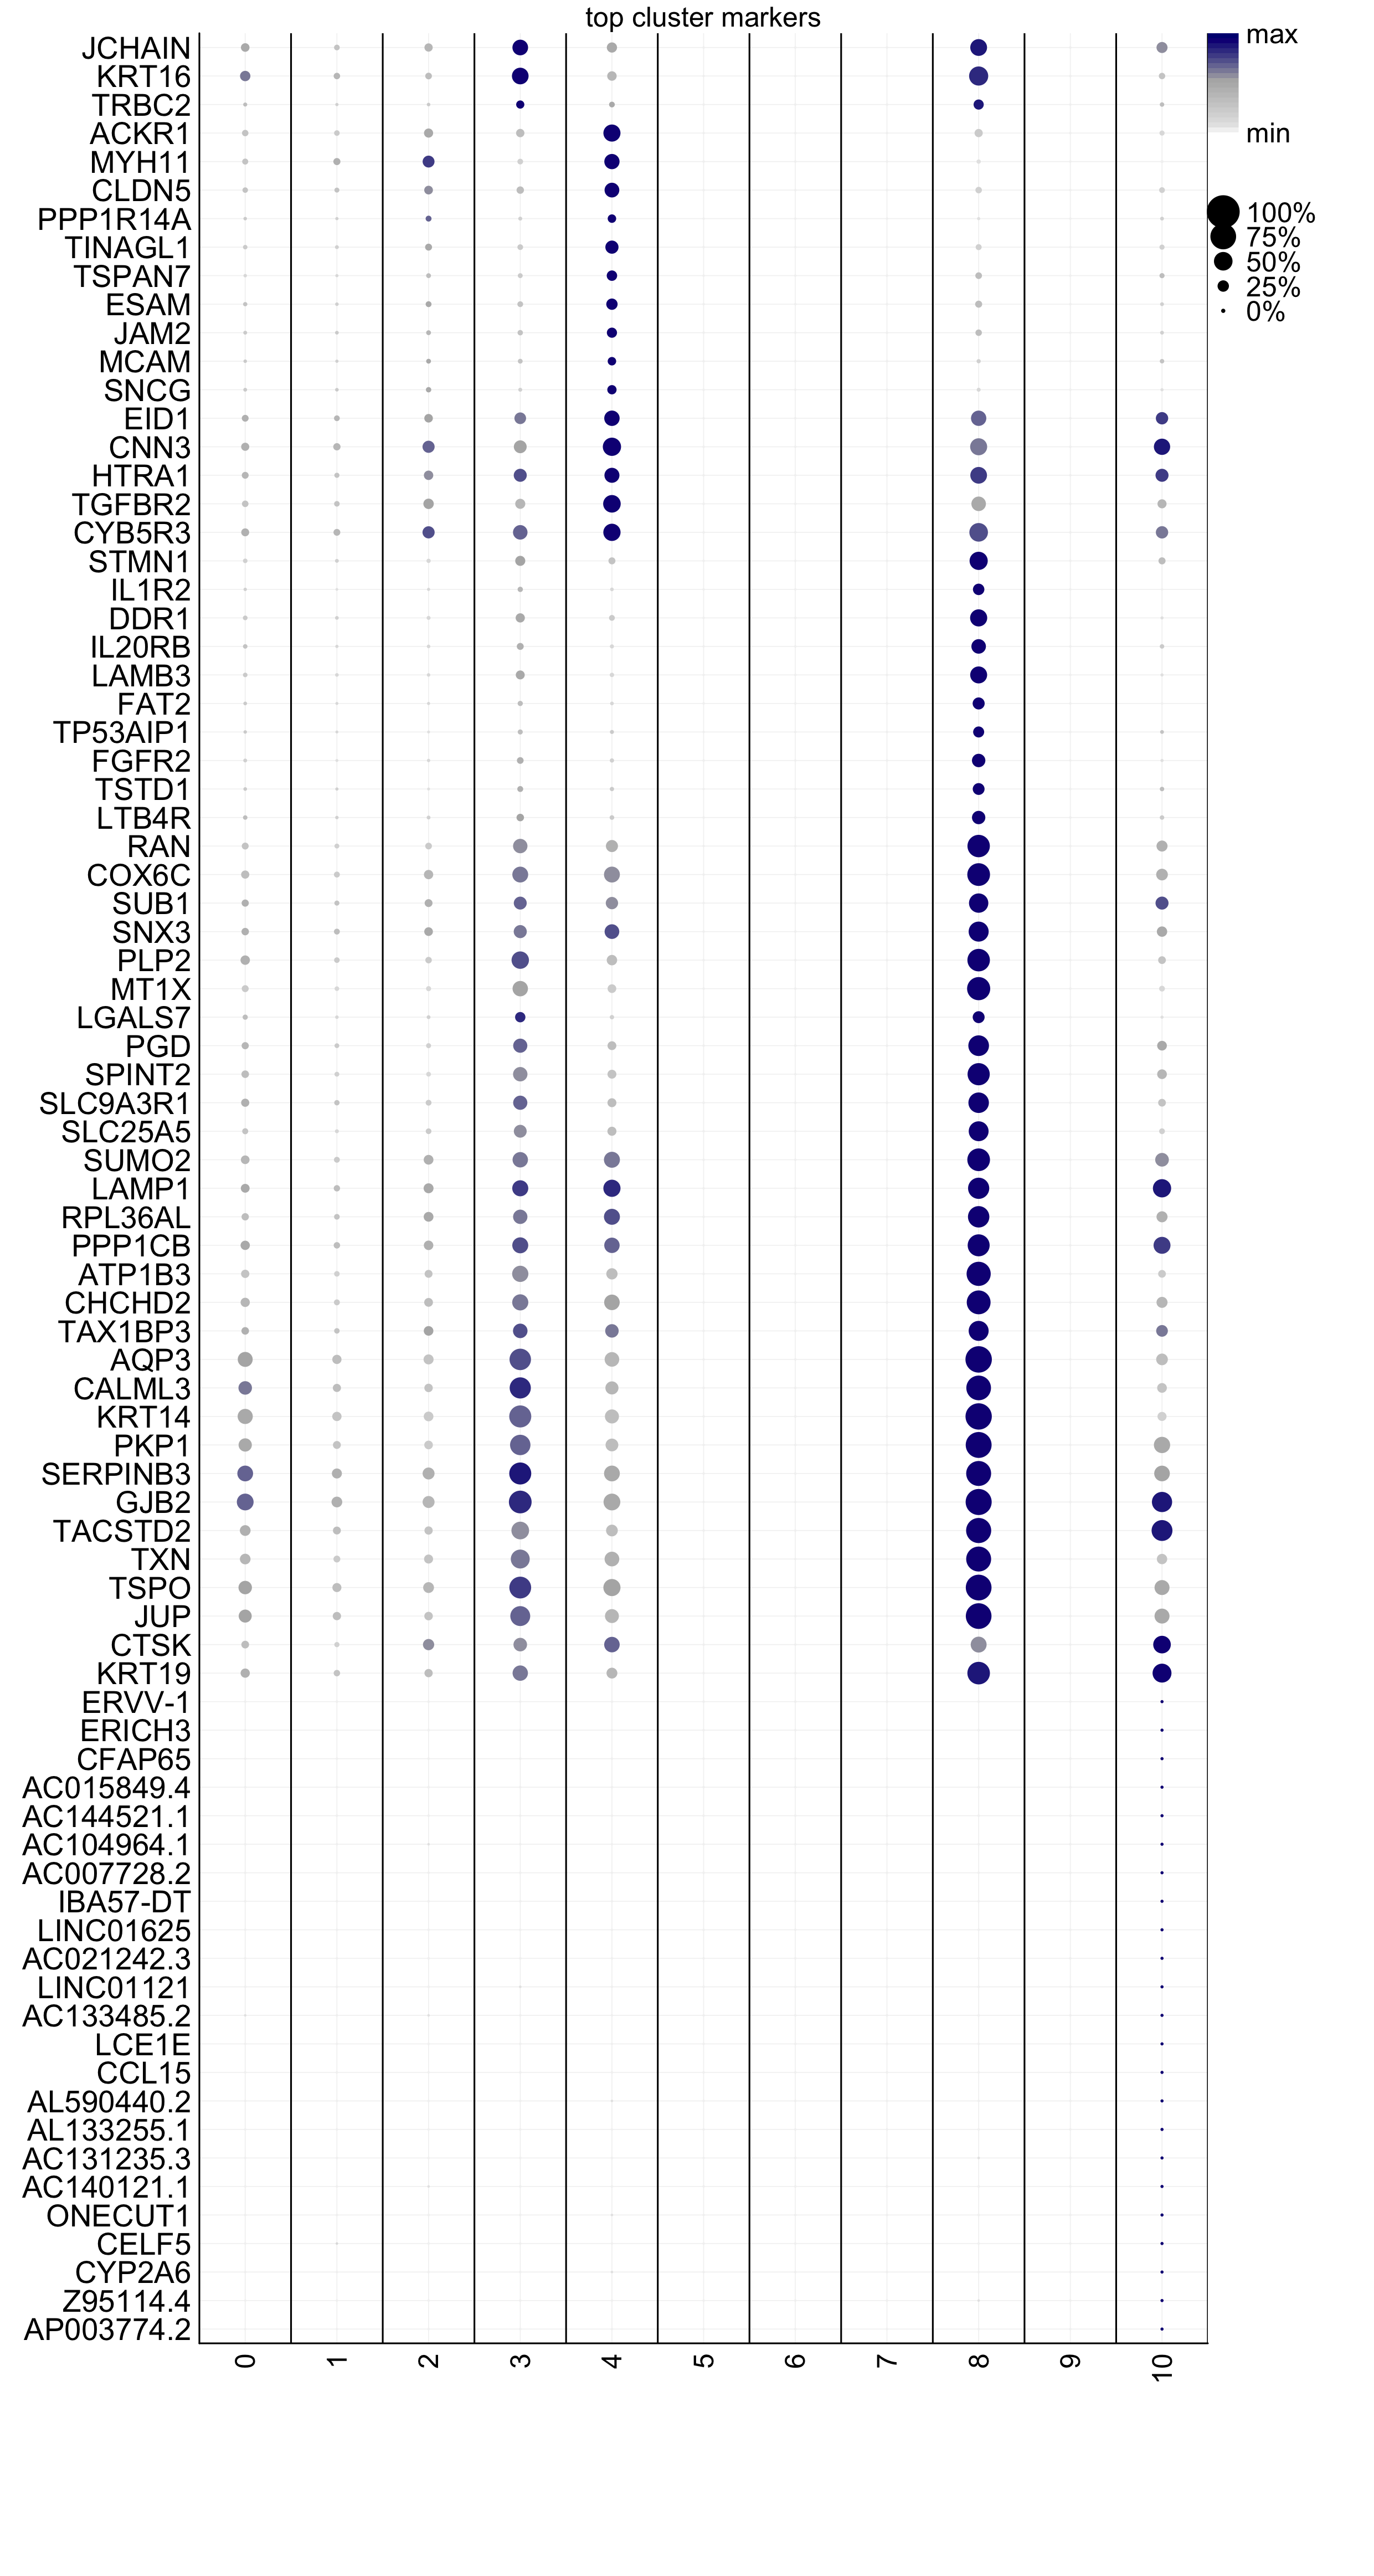 top cluster markers
JCHAIN
KRT16
TRBC2
ACKR1
MYH11
CLDN5
PPP1R14A
TINAGL1
TSPAN7
ESAM
JAM2
MCAM
SNCG
EID1
CNN3
HTRA1
TGFBR2
CYB5R3
STMN1
IL1R2
DDR1
IL20RB
LAMB3
FAT2
TP53AIP1
FGFR2
TSTD1
LTB4R
RAN
COX6C
SUB1
SNX3
PLP2
MT1X
LGALS7
PGD
SPINT2
SLC9A3R1
SLC25A5
SUMO2
LAMP1
RPL36AL
PPP1CB
ATP1B3
CHCHD2
TAX1BP3
AQP3
CALML3
KRT14
PKP1
SERPINB3
GJB2
TACSTD2
TXN
TSPO
JUP
CTSK
KRT19
ERVV-1
ERICH3
CFAP65
AC015849.4
AC144521.1
AC104964.1
AC007728.2
IBA57-DT
LINC01625
AC021242.3
LINC01121
AC133485.2
LCE1E
CCL15
AL590440.2
AL133255.1
AC131235.3
AC140121.1
ONECUT1
CELF5
CYP2A6
Z95114.4
AP003774.2
0 1 2 3 4 5 6 7 8 9 10
max
min
100%
75%
50%
25%
0%